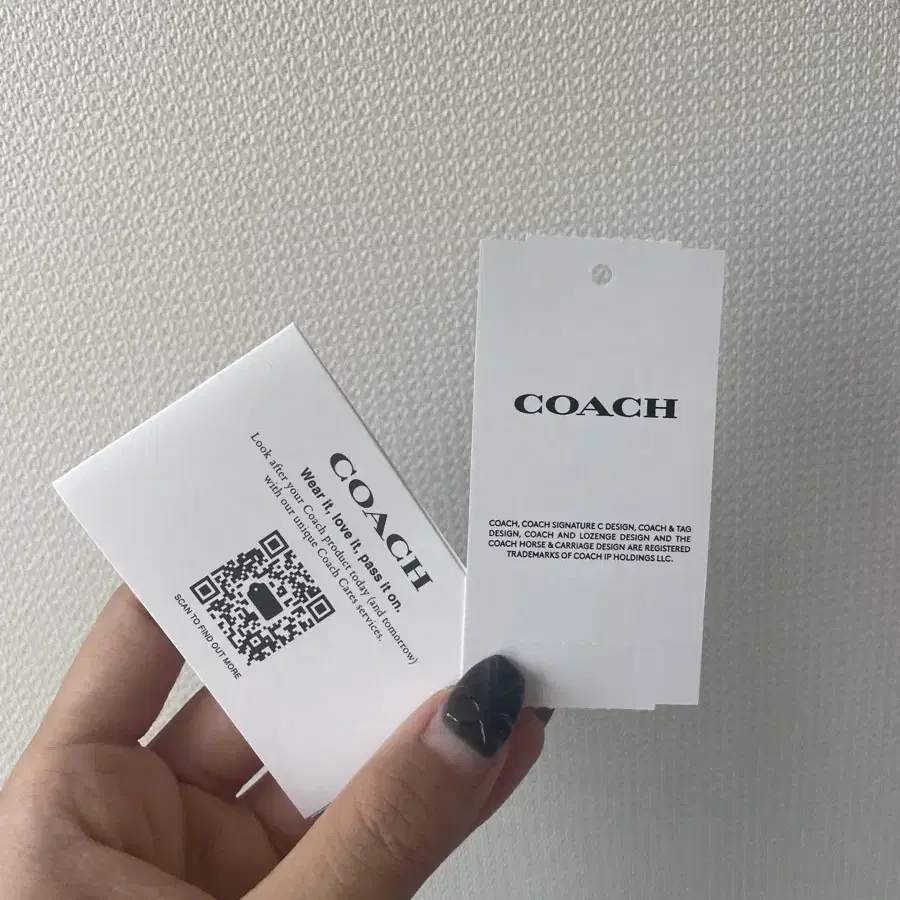 COACH
Wear it, love it, pass it on.
Look after your Coach product today (and tomorrow)
with our unique Coach Cares services.
SCAN TO FIND OUT MORE
COACH
COACH, COACH SIGNATURE C DESIGN, COACH & TAG
DESIGN, COACH AND LOZENGE DESIGN AND THE
COACH HORSE & CARRIAGE DESIGN ARE REGISTERED
TRADEMARKS OF COACH IP HOLDINGS LLC.